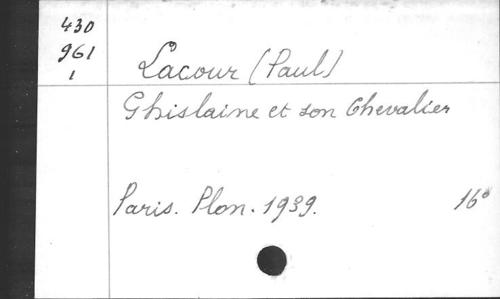 430
961
1
Lacour (Paul)
Ghislaine et son Chevalier
Paris. Plon. 1939. 16°